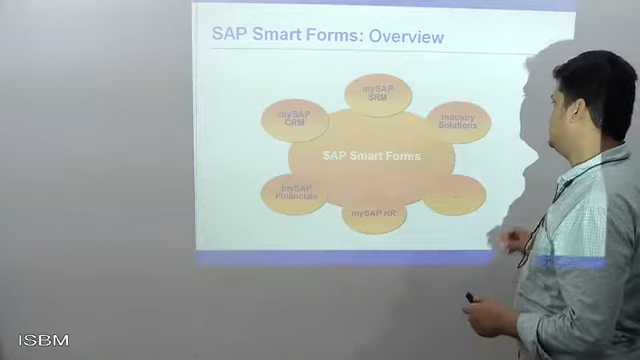 SAP Smart Forms: Overview
mySAP
SRM
mySAP
CRM
Industry
Solutions
SAP Smart Forms
mySAP
Financials
mySAP HR
ISBM